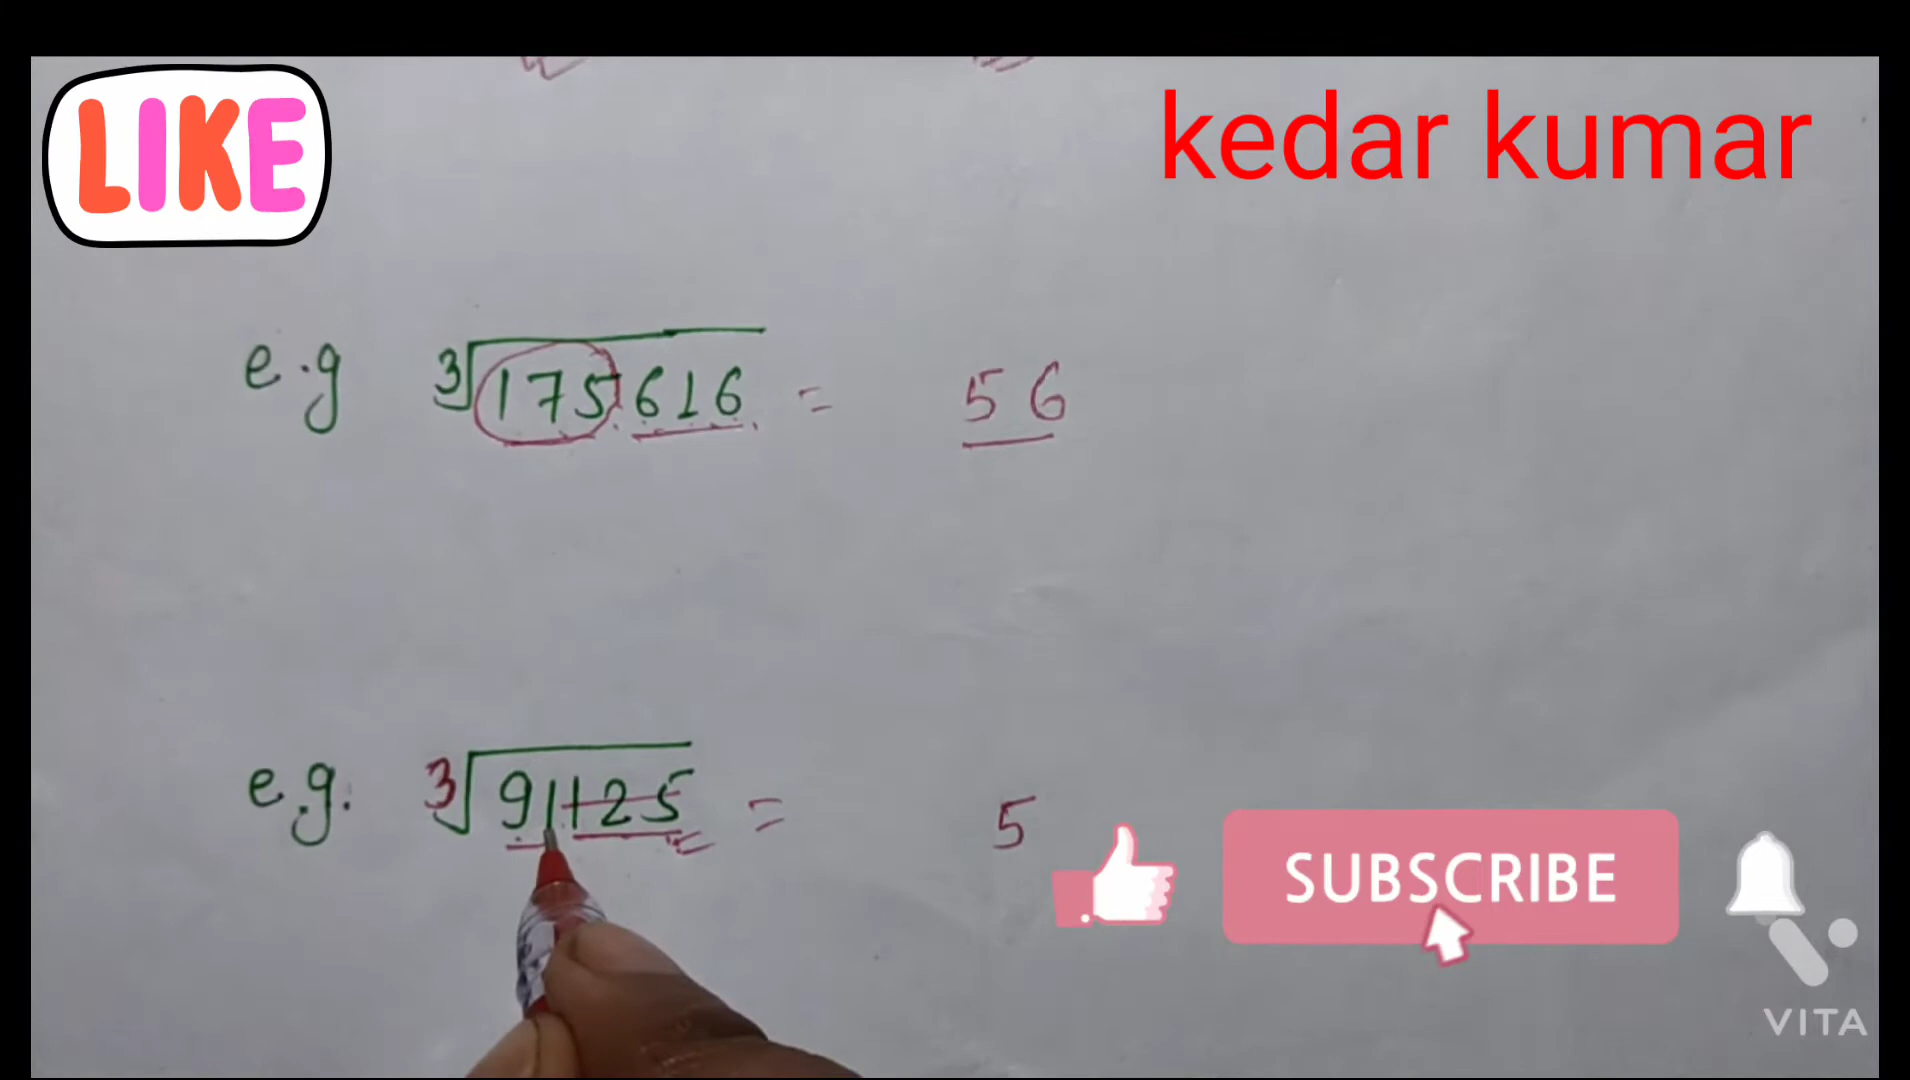 LIKE
kedar kumar
e.g ∛175616 = 56
e.g. ∛91125 = 5
SUBSCRIBE
VITA